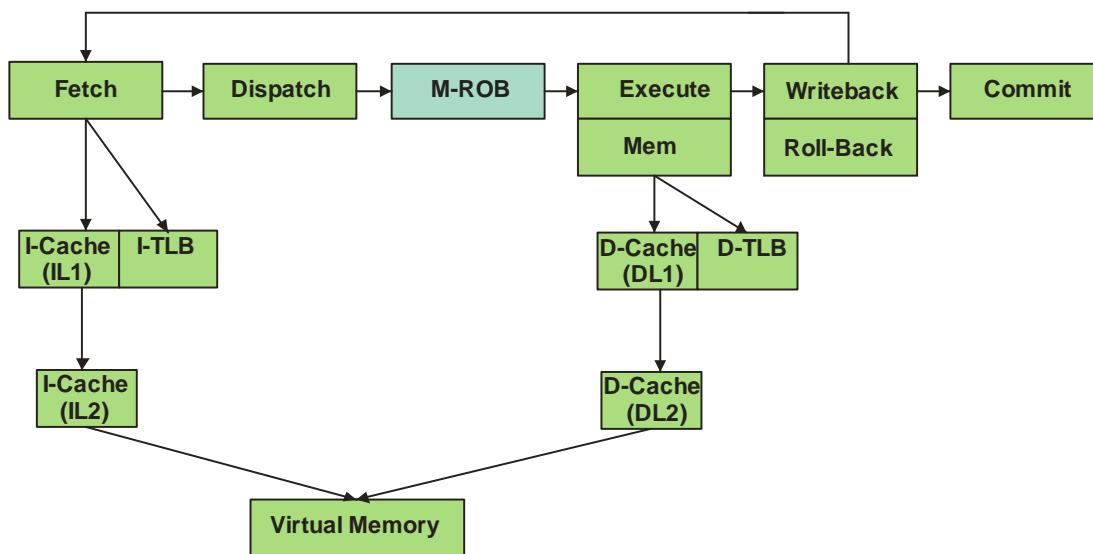 Fetch
Dispatch
M-ROB
Execute
Writeback
Commit
Mem
Roll-Back
I-Cache
(IL1)
I-TLB
D-Cache
(DL1)
D-TLB
I-Cache
(IL2)
D-Cache
(DL2)
Virtual Memory